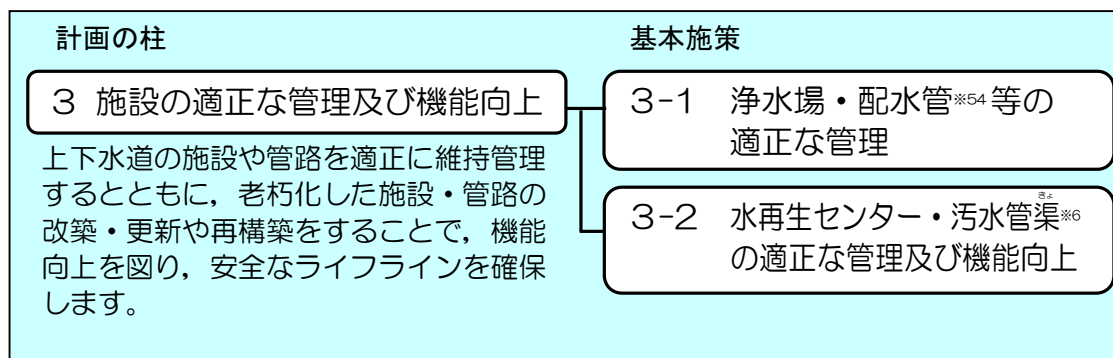 計画の柱
基本施策
3 施設の適正な管理及び機能向上
上下水道の施設や管路を適正に維持管理
するとともに，老朽化した施設・管路の
改築・更新や再構築をすることで，機能
向上を図り，安全なライフラインを確保
します。
3-1 浄水場・配水管※54等の
適正な管理
きょ
3-2 水再生センター・汚水管渠※6
の適正な管理及び機能向上